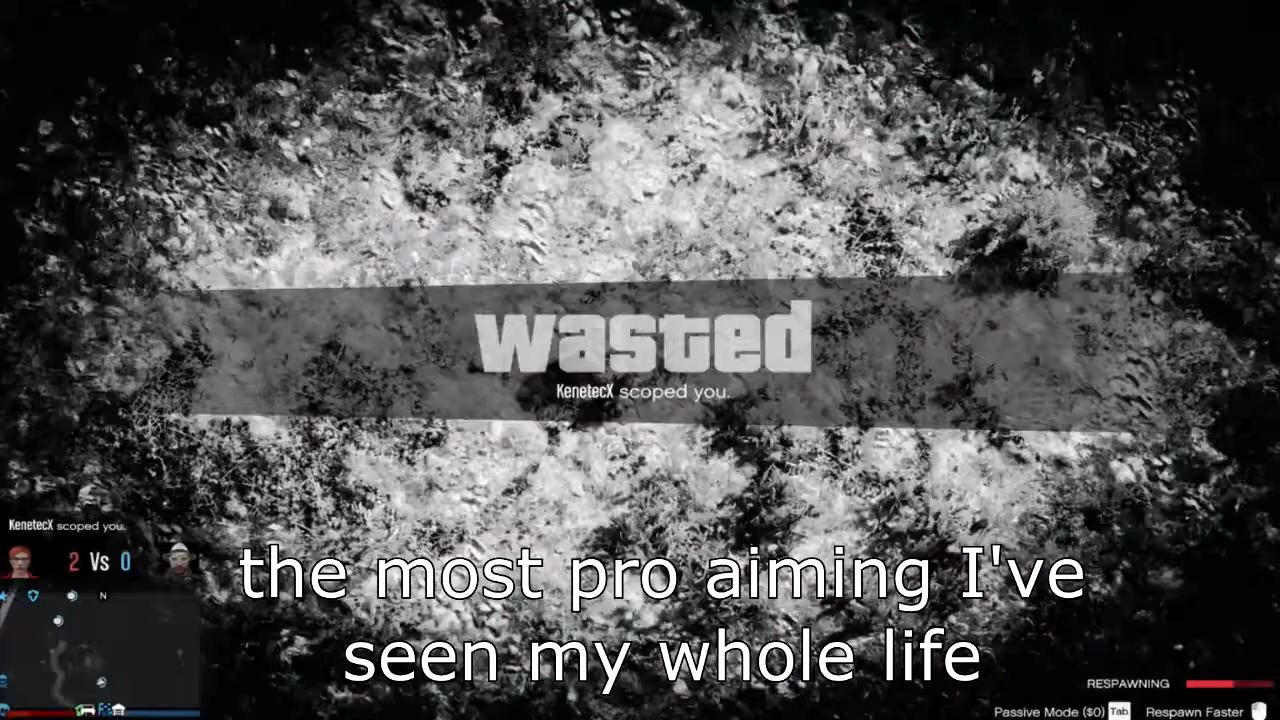 wasted
KenetecX scoped you.
KenetecX scoped you.
2 Vs 0
N
the most pro aiming I've
seen my whole life
RESPAWNING
Passive Mode ($0) Tab Respawn Faster